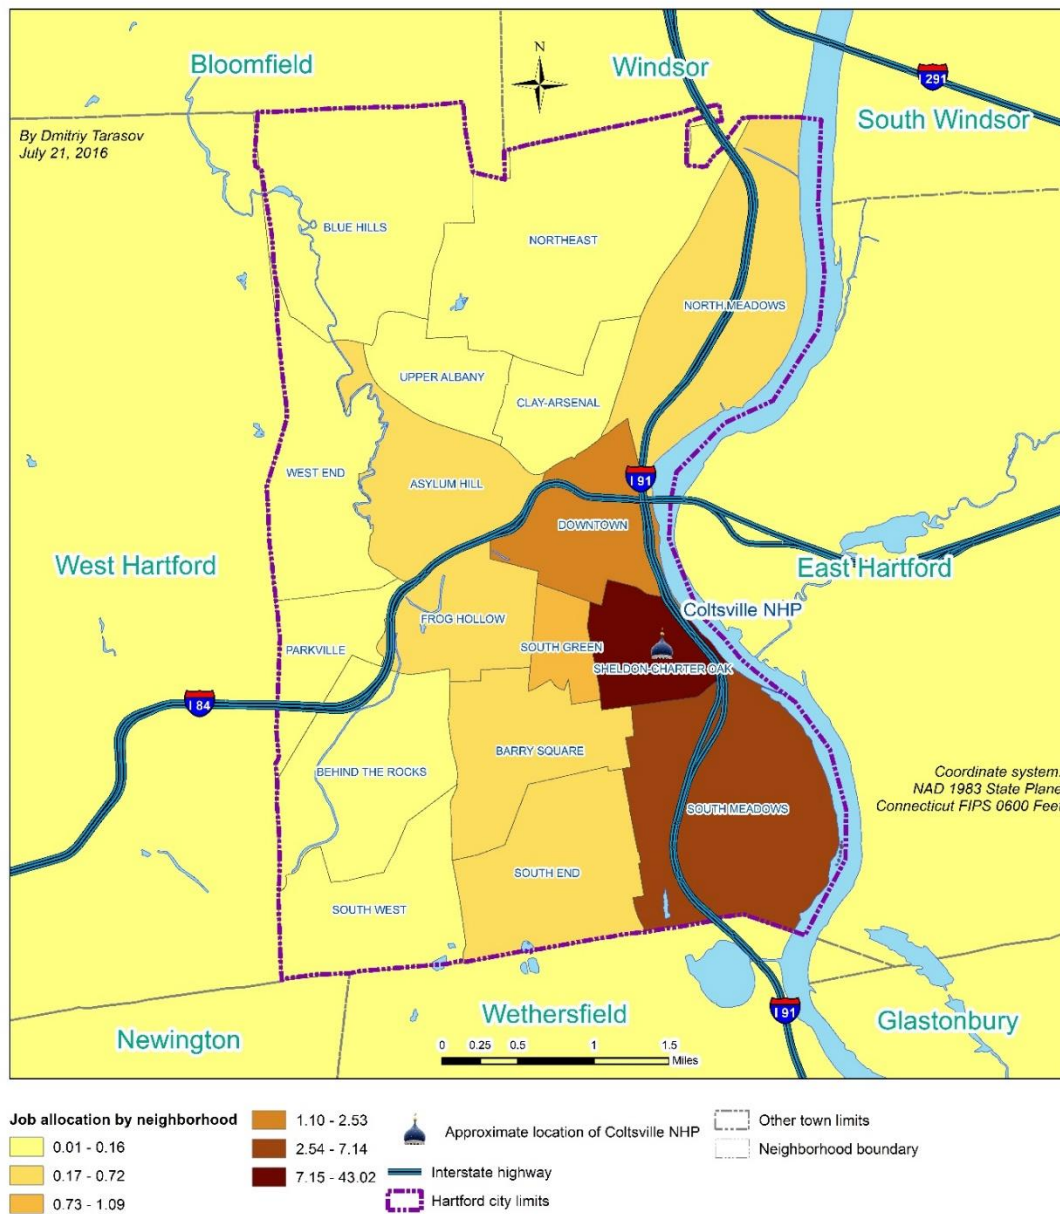 Bloomfield
N
Windsor
I 291
South Windsor
By Dmitriy Tarasov
July 21, 2016
BLUE HILLS
NORTHEAST
NORTH MEADOWS
UPPER ALBANY
CLAY-ARSENAL
WEST END
ASYLUM HILL
I 91
DOWNTOWN
West Hartford
East Hartford
Coltsville NHP
FROG HOLLOW
SOUTH GREEN
PARKVILLE
SHELDON-CHARTER OAK
I 84
BARRY SQUARE
BEHIND THE ROCKS
Coordinate system:
NAD 1983 State Plane
Connecticut FIPS 0600 Feet
SOUTH MEADOWS
SOUTH END
SOUTH WEST
I 91
Wethersfield
Glastonbury
Newington
0 0.25 0.5 1 1.5
Miles
Job allocation by neighborhood
0.01 - 0.16
0.17 - 0.72
0.73 - 1.09
1.10 - 2.53
2.54 - 7.14
7.15 - 43.02
Approximate location of Coltsville NHP
Interstate highway
Hartford city limits
Other town limits
Neighborhood boundary